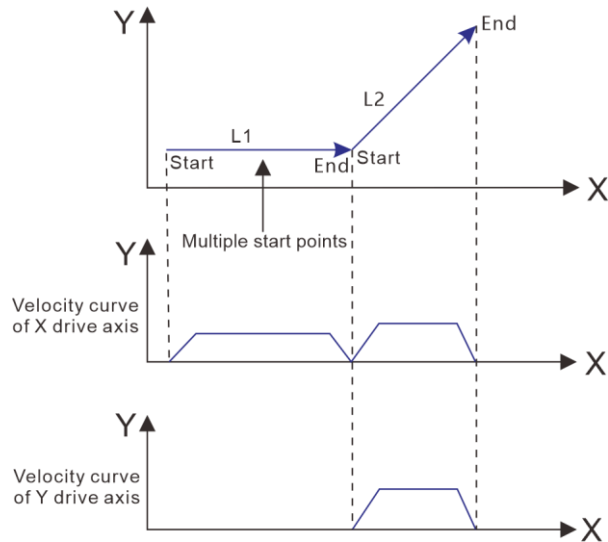 Y
End
L2
L1
Start
End
Start
X
Multiple start points
Y
Velocity curve
of X drive axis
X
Y
Velocity curve
of Y drive axis
X